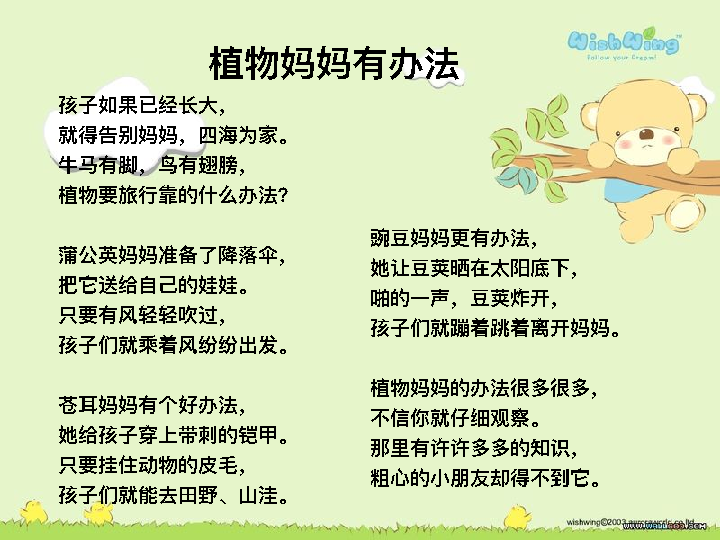 植物妈妈有办法
Wish Wing
Follow your Dream!
孩子如果已经长大，
就得告别妈妈，四海为家。
牛马有脚，鸟有翅膀，
植物要旅行靠的什么办法？
蒲公英妈妈准备了降落伞，
把它送给自己的娃娃。
只要有风轻轻吹过，
孩子们就乘着风纷纷出发。
苍耳妈妈有个好办法，
她给孩子穿上带刺的铠甲。
只要挂住动物的皮毛，
孩子们就能去田野、山洼。
豌豆妈妈更有办法，
她让豆荚晒在太阳底下，
啪的一声，豆荚炸开，
孩子们就蹦着跳着离开妈妈。
植物妈妈的办法很多很多，
不信你就仔细观察。
那里有许许多多的知识，
粗心的小朋友却得不到它。
wishwing©2003